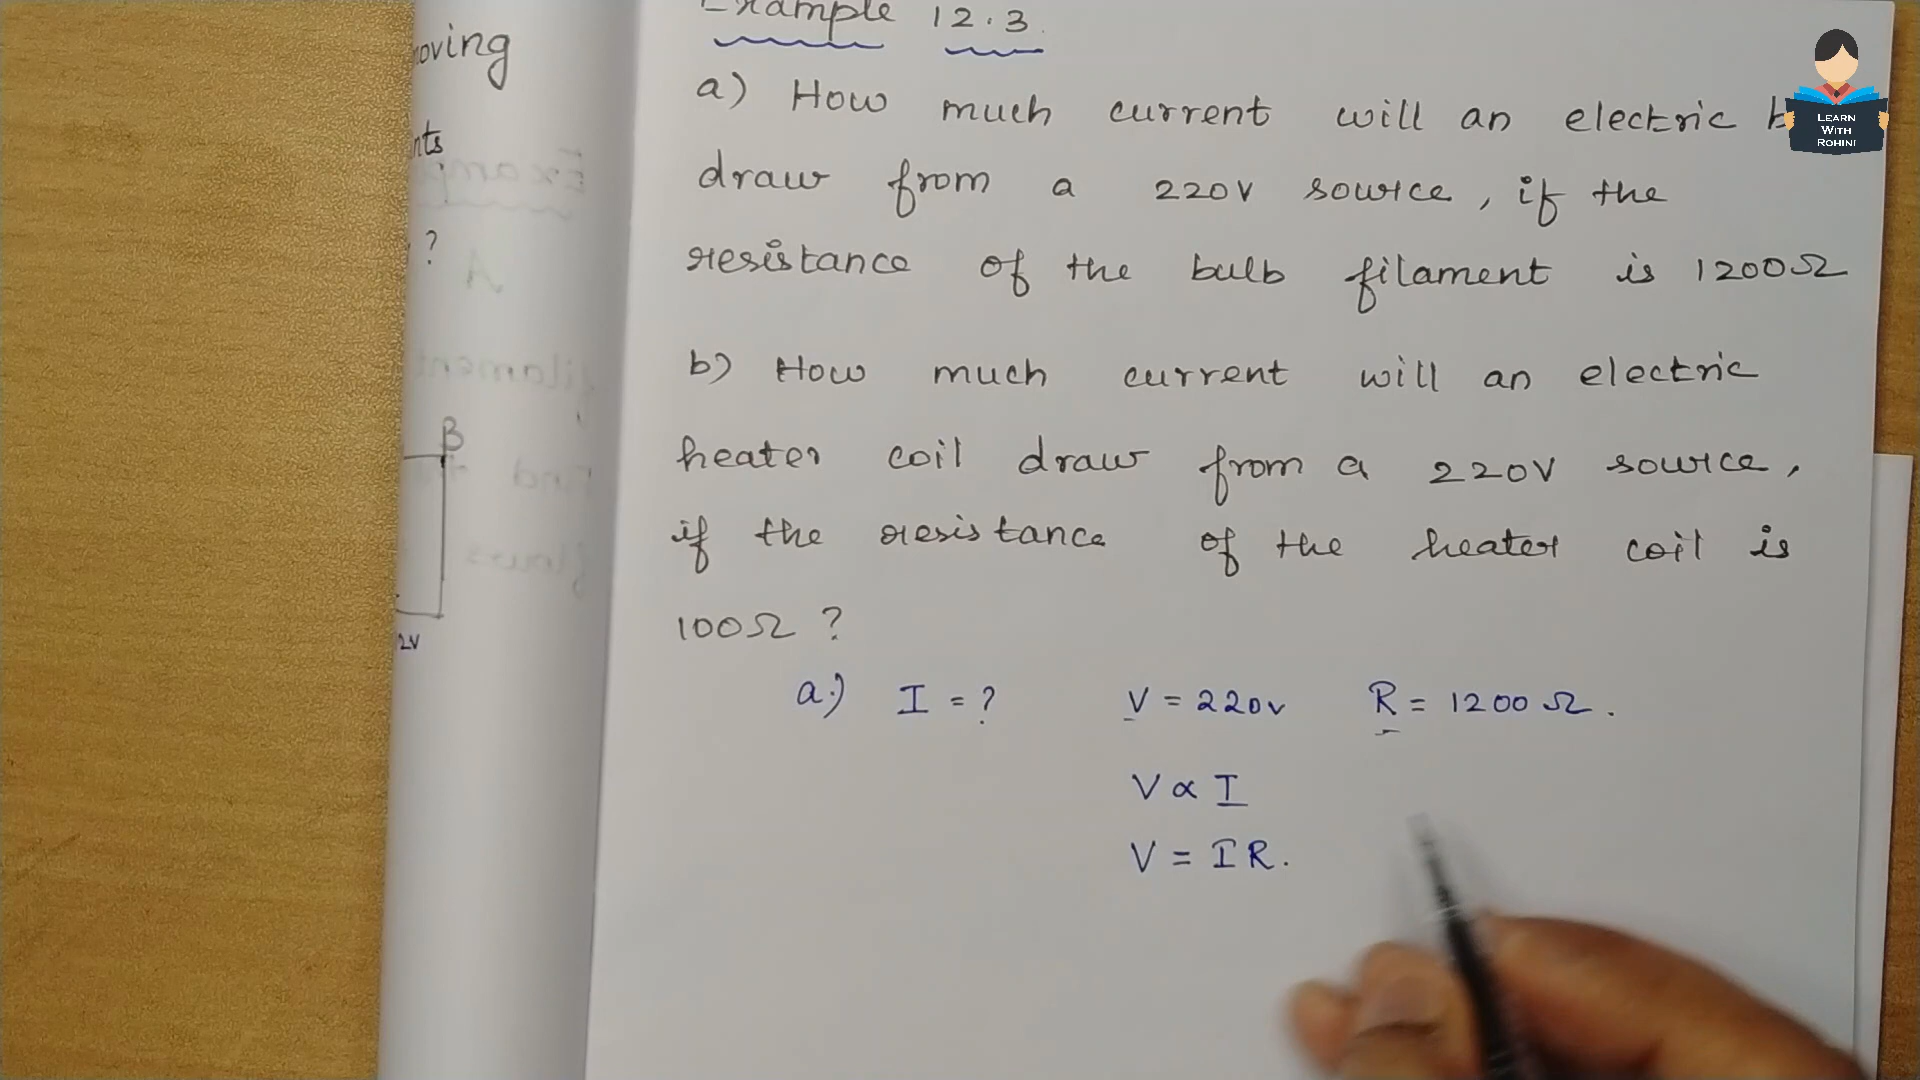 Example 12.3
a) How much current will an electric
draw from a 220V source, if the
resistance of the bulb filament is 1200Ω
b) How much current will an electric
heater coil draw from a 220V source,
if the resistance of the heater coil is
100Ω ?
a.) I = ? V = 220v R = 1200 Ω.
V ∝ I
V = IR.
oving
nts
?
B
2V
LEARN
WITH
ROHINI